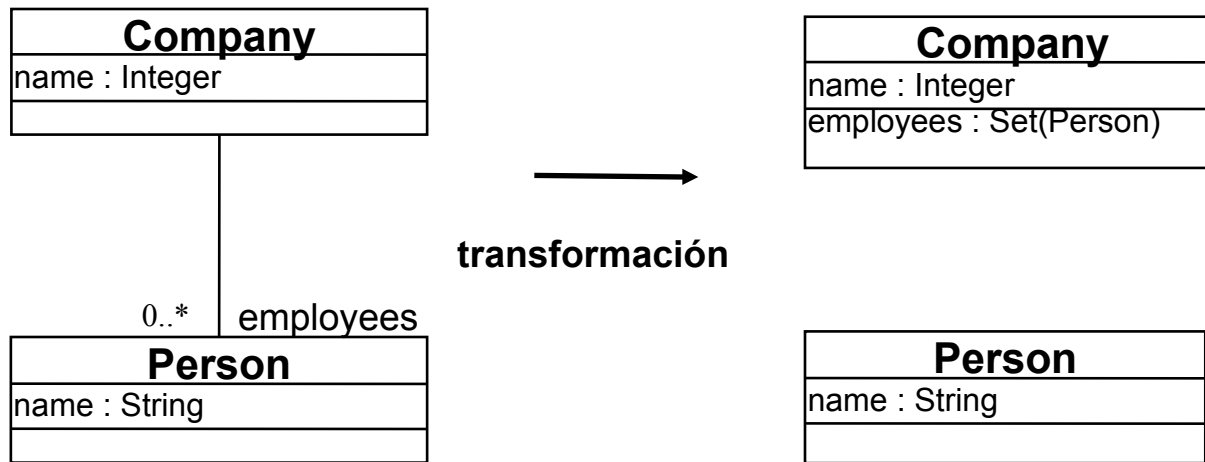 Company
name : Integer
0..*
employees
Person
name : String
transformación
Company
name : Integer
employees : Set(Person)
Person
name : String